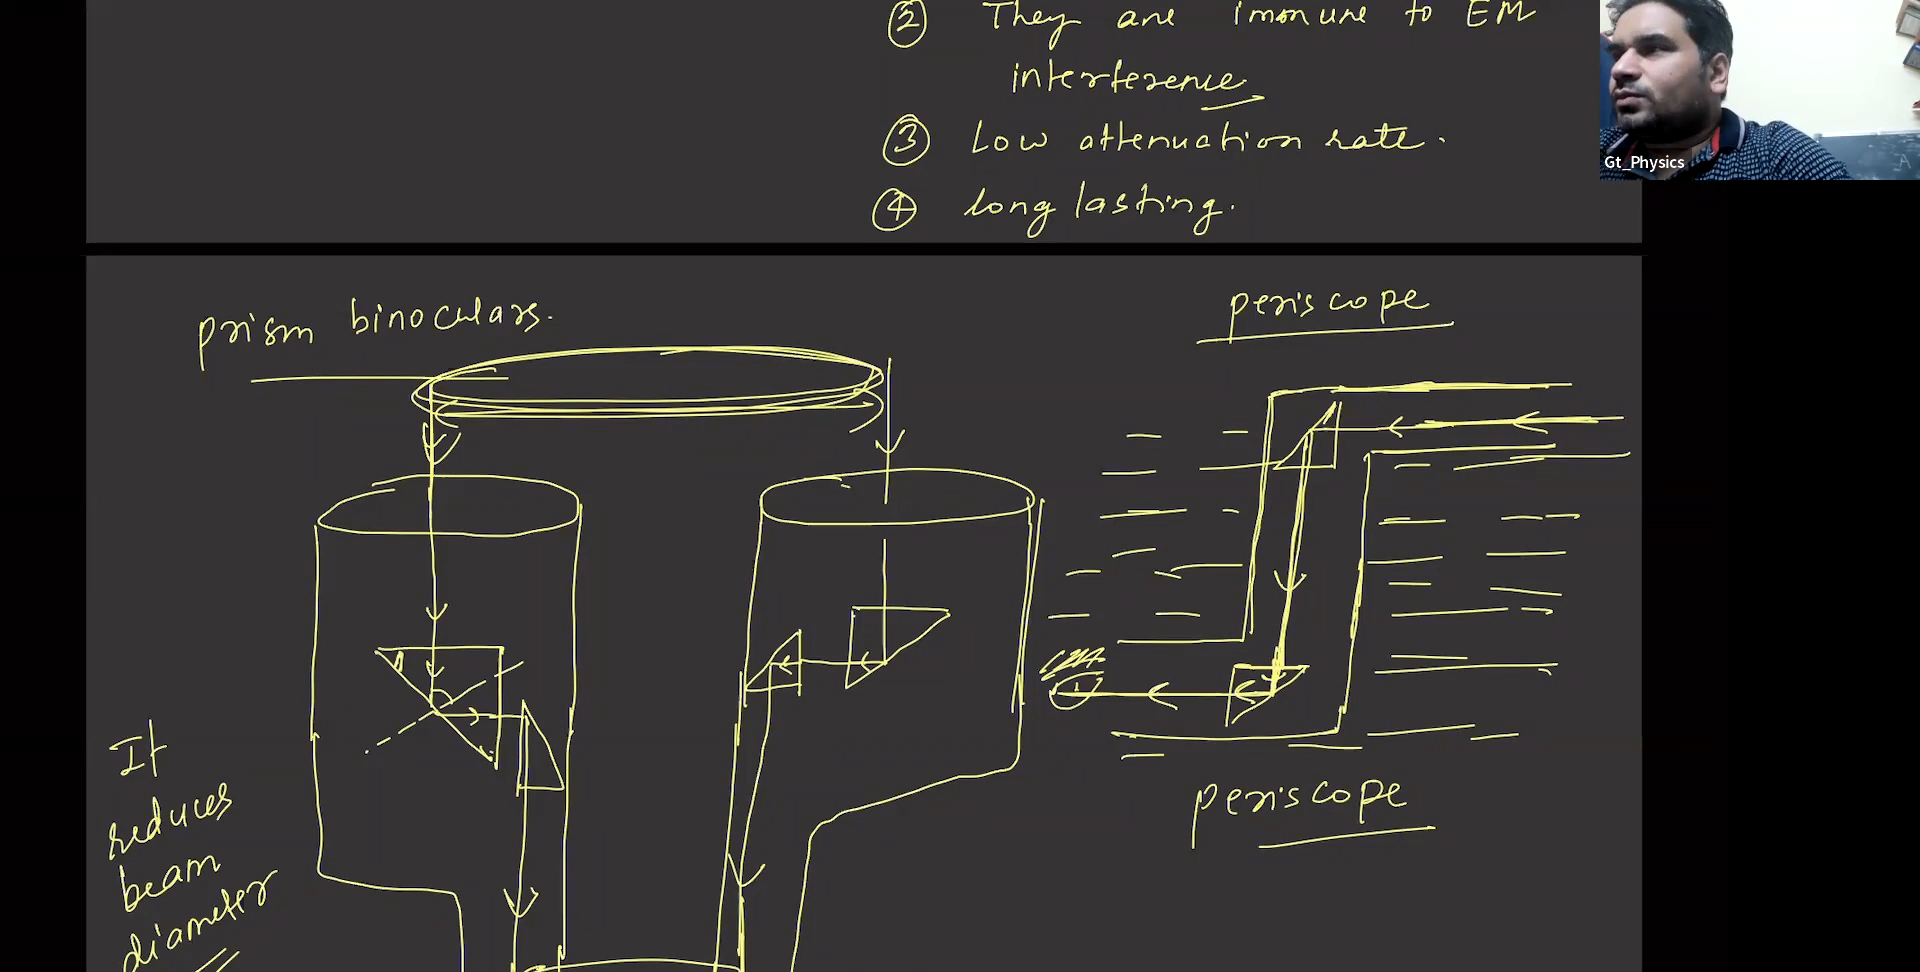 ② They are immune to EM
interference
③ Low attenuation rate.
④ long lasting.
Gt_Physics
prism binoculars.
periscope
It
reduces
beam
diameter
periscope